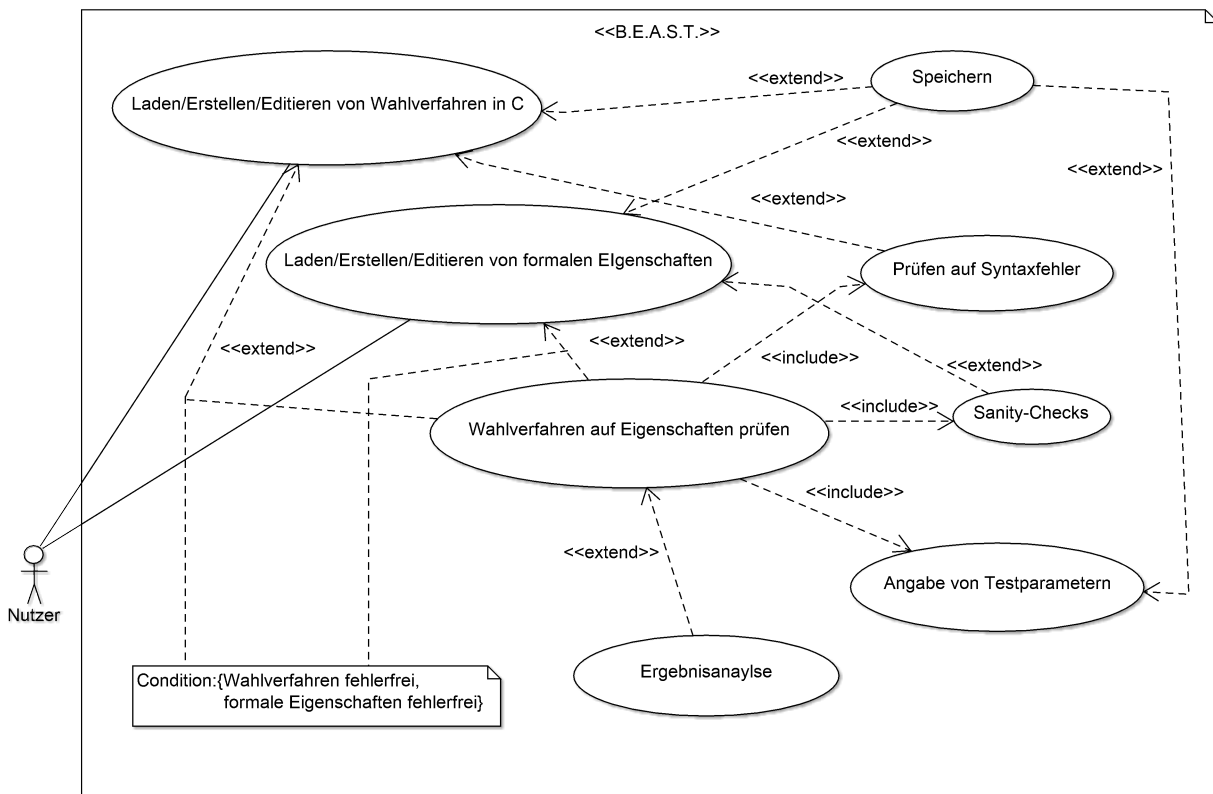 <<B.E.A.S.T.>>
Laden/Erstellen/Editieren von Wahlverfahren in C
<<extend>>
Speichern
<<extend>>
<<extend>>
<<extend>>
Laden/Erstellen/Editieren von formalen EIgenschaften
Prüfen auf Syntaxfehler
<<extend>>
<<extend>>
<<include>>
<<extend>>
<<include>>
Sanity-Checks
Wahlverfahren auf Eigenschaften prüfen
<<include>>
<<extend>>
Angabe von Testparametern
Nutzer
Ergebnisanaylse
Condition:{Wahlverfahren fehlerfrei,
formale Eigenschaften fehlerfrei}